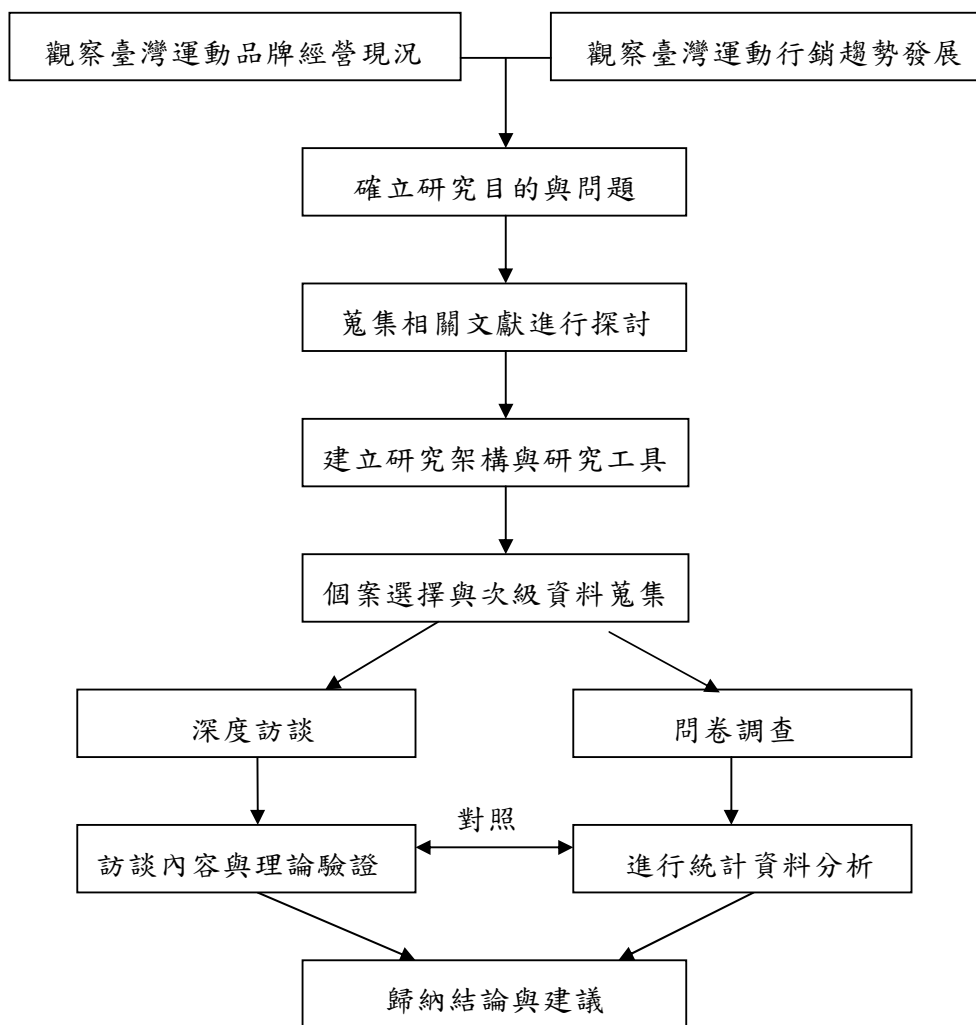 觀察臺灣運動品牌經營現況
觀察臺灣運動行銷趨勢發展
確立研究目的與問題
蒐集相關文獻進行探討
建立研究架構與研究工具
個案選擇與次級資料蒐集
深度訪談
問卷調查
對照
訪談內容與理論驗證
進行統計資料分析
歸納結論與建議